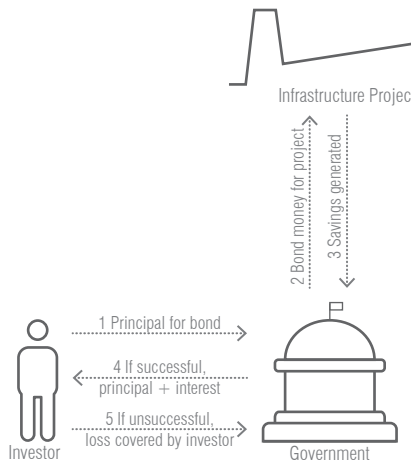 Infrastructure Projec
2 Bond money for project
3 Savings generated
1 Principal for bond
4 If successful,
principal + interest
5 If unsuccessful,
loss covered by investor
Investor
Government